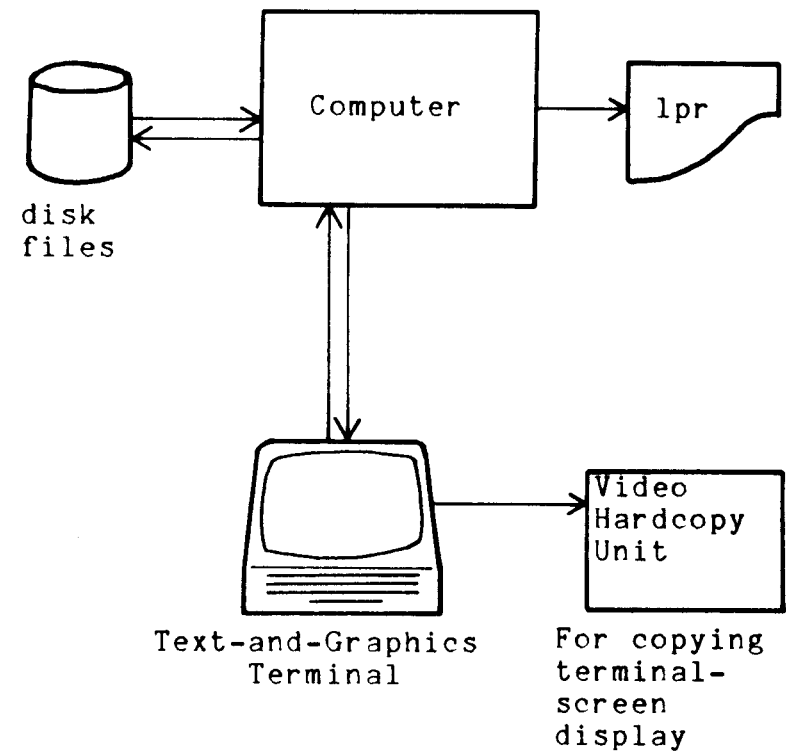 Computer
lpr
disk
files
Video
Hardcopy
Unit
Text-and-Graphics
Terminal
For copying
terminal-
screen
display